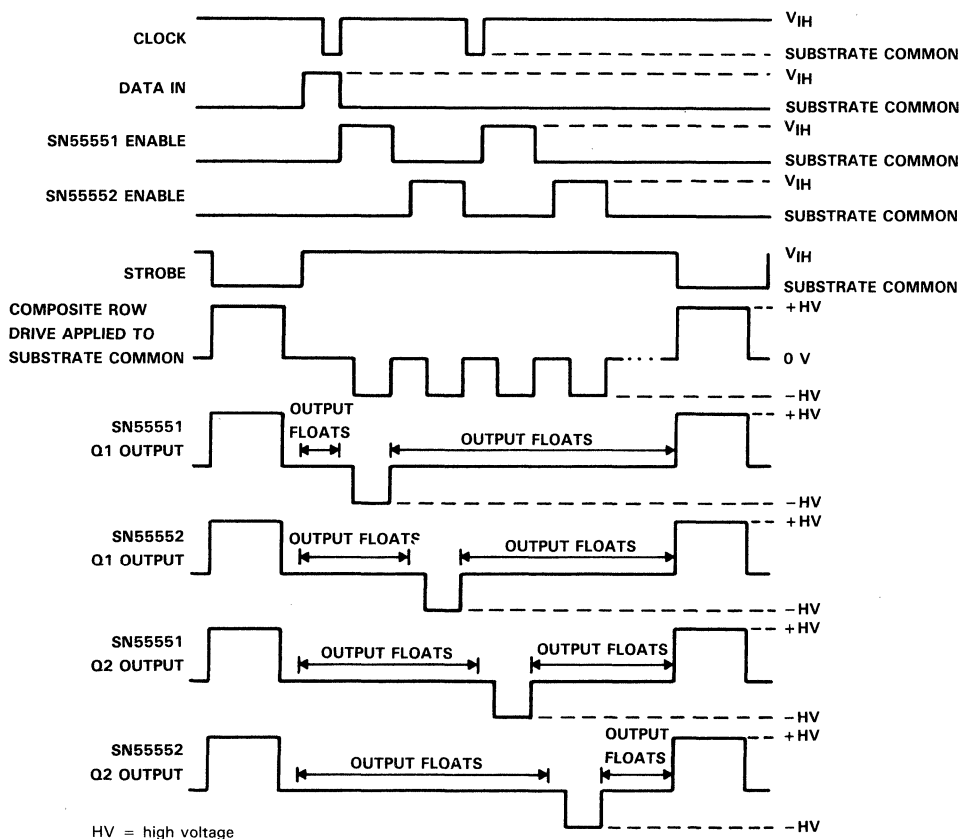 CLOCK
V_IH
SUBSTRATE COMMON
DATA IN
V_IH
SUBSTRATE COMMON
SN55551 ENABLE
V_IH
SUBSTRATE COMMON
SN55552 ENABLE
V_IH
SUBSTRATE COMMON
STROBE
V_IH
SUBSTRATE COMMON
COMPOSITE ROW
DRIVE APPLIED TO
SUBSTRATE COMMON
+HV
0 V
-HV
SN55551
Q1 OUTPUT
OUTPUT
FLOATS
OUTPUT FLOATS
+HV
-HV
SN55552
Q1 OUTPUT
OUTPUT FLOATS
OUTPUT FLOATS
+HV
-HV
SN55551
Q2 OUTPUT
OUTPUT FLOATS
OUTPUT FLOATS
+HV
-HV
SN55552
Q2 OUTPUT
OUTPUT FLOATS
OUTPUT
FLOATS
+HV
-HV
HV = high voltage